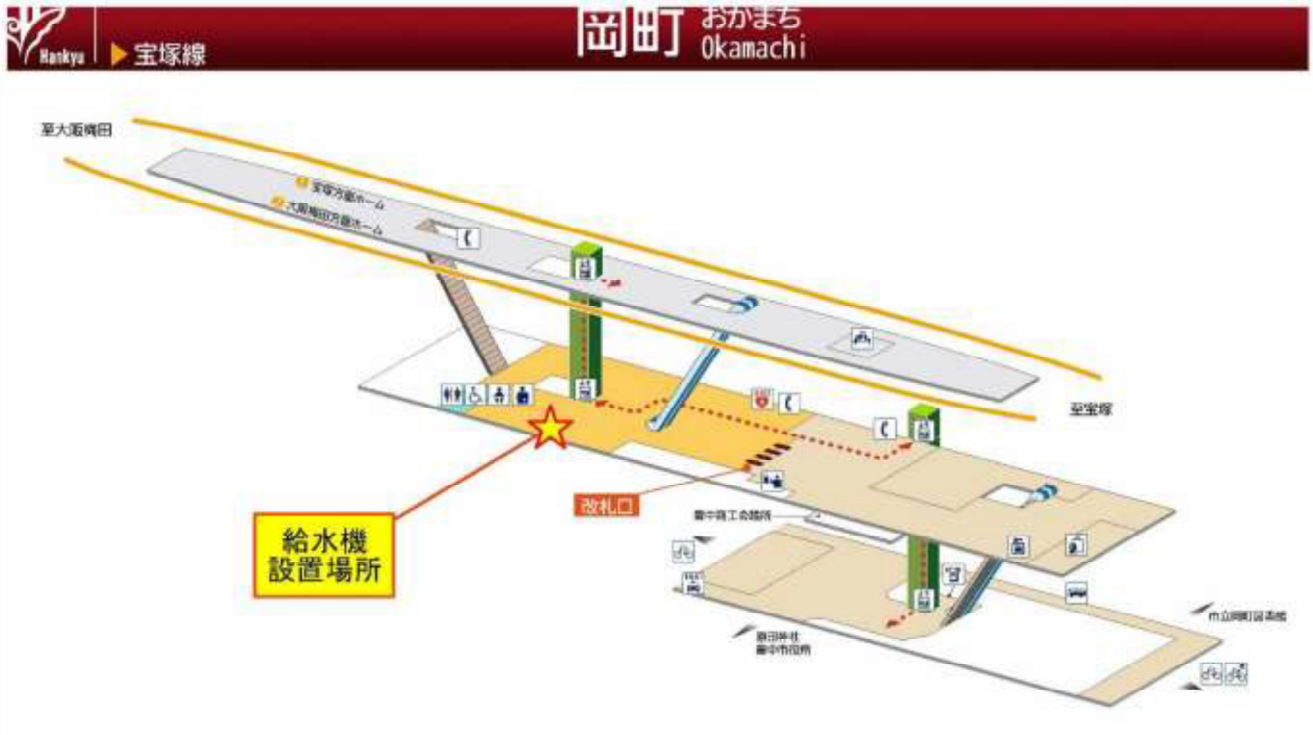 Hankyu
宝塚線
岡町
おかまち
Okamachi
至大阪梅田
1 宝塚方面ホーム
2 大阪梅田方面ホーム
至宝塚
改札口
給水機
設置場所
豊中商工会議所
原田神社
豊中市役所
市立岡町図書館